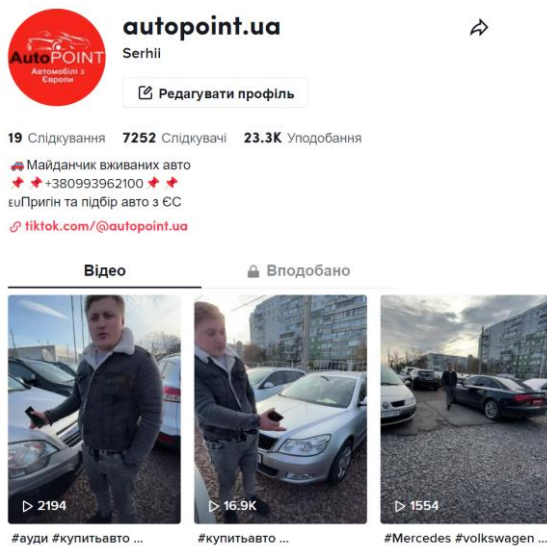 autopoint.ua
AutoPOINT
Автомобілі з
Європи
Serhii
Редагувати профіль
19 Слідкування 7252 Слідкувачі 23.3K Уподобання
🚗 Майданчик вживаних авто
📌 📌 +380993962100 📌 📌
EUПригін та підбір авто з ЄС
tiktok.com/@autopoint.ua
Відео Вподобано
2194 16.9K 1554
#ауди #купитьавто ... #купитьавто ... #Mercedes #volkswagen ...